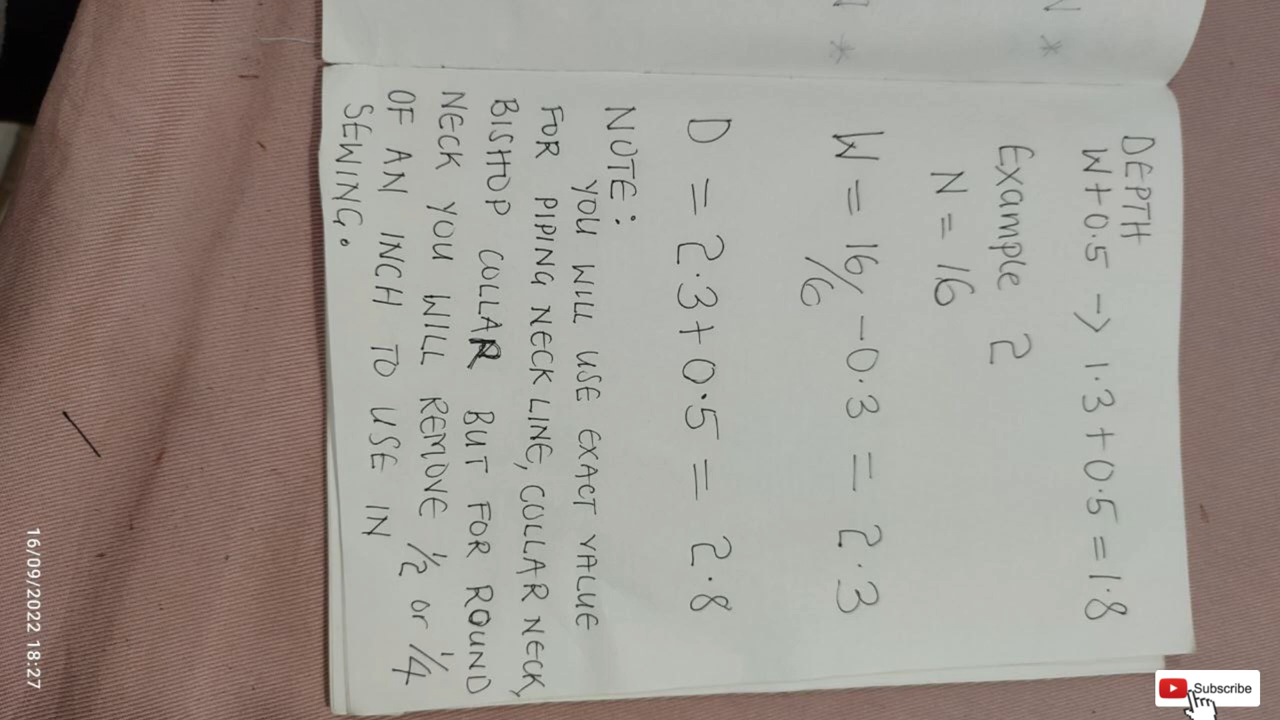 DEPTH
W+0.5 → 1.3+0.5=1.8
Example 2
N = 16
W = 16/6 -0.3 = 2.3
D = 2.3+0.5 = 2.8
NOTE:
YOU WILL USE EXACT VALUE
FOR PIPING NECK LINE, COLLAR NECK,
BISHOP COLLAR BUT FOR ROUND
NECK YOU WILL REMOVE 1/2 or 1/4
OF AN INCH TO USE IN
SEWING.
16/09/2022 18:27
Subscribe